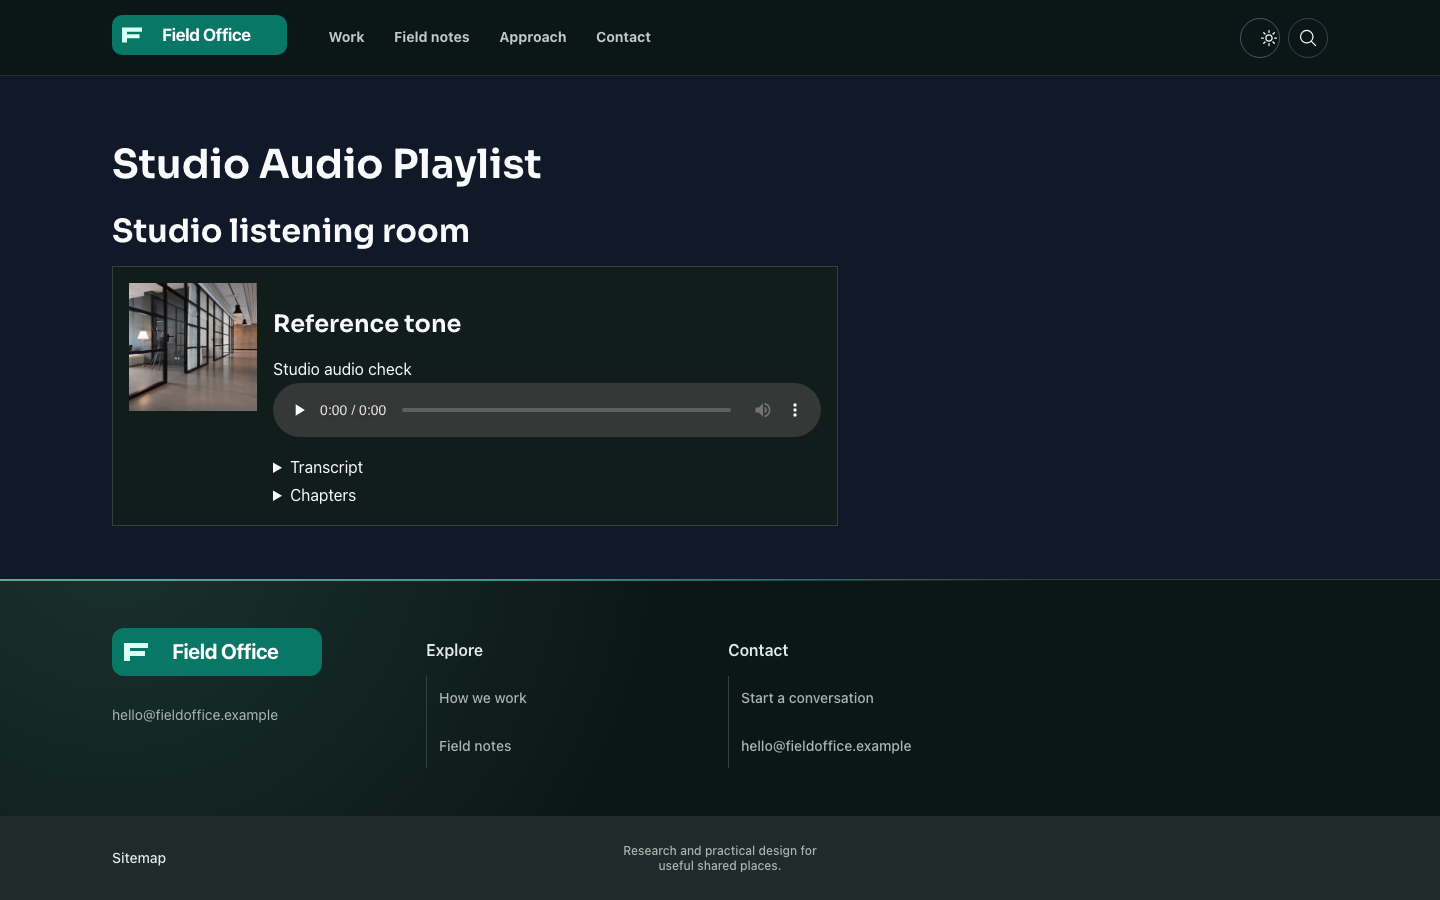 Field Office
Work
Field notes
Approach
Contact
Studio Audio Playlist
Studio listening room
Reference tone
Studio audio check
0:00 / 0:00
Transcript
Chapters
Field Office
hello@fieldoffice.example
Explore
How we work
Field notes
Contact
Start a conversation
hello@fieldoffice.example
Sitemap
Research and practical design for
useful shared places.